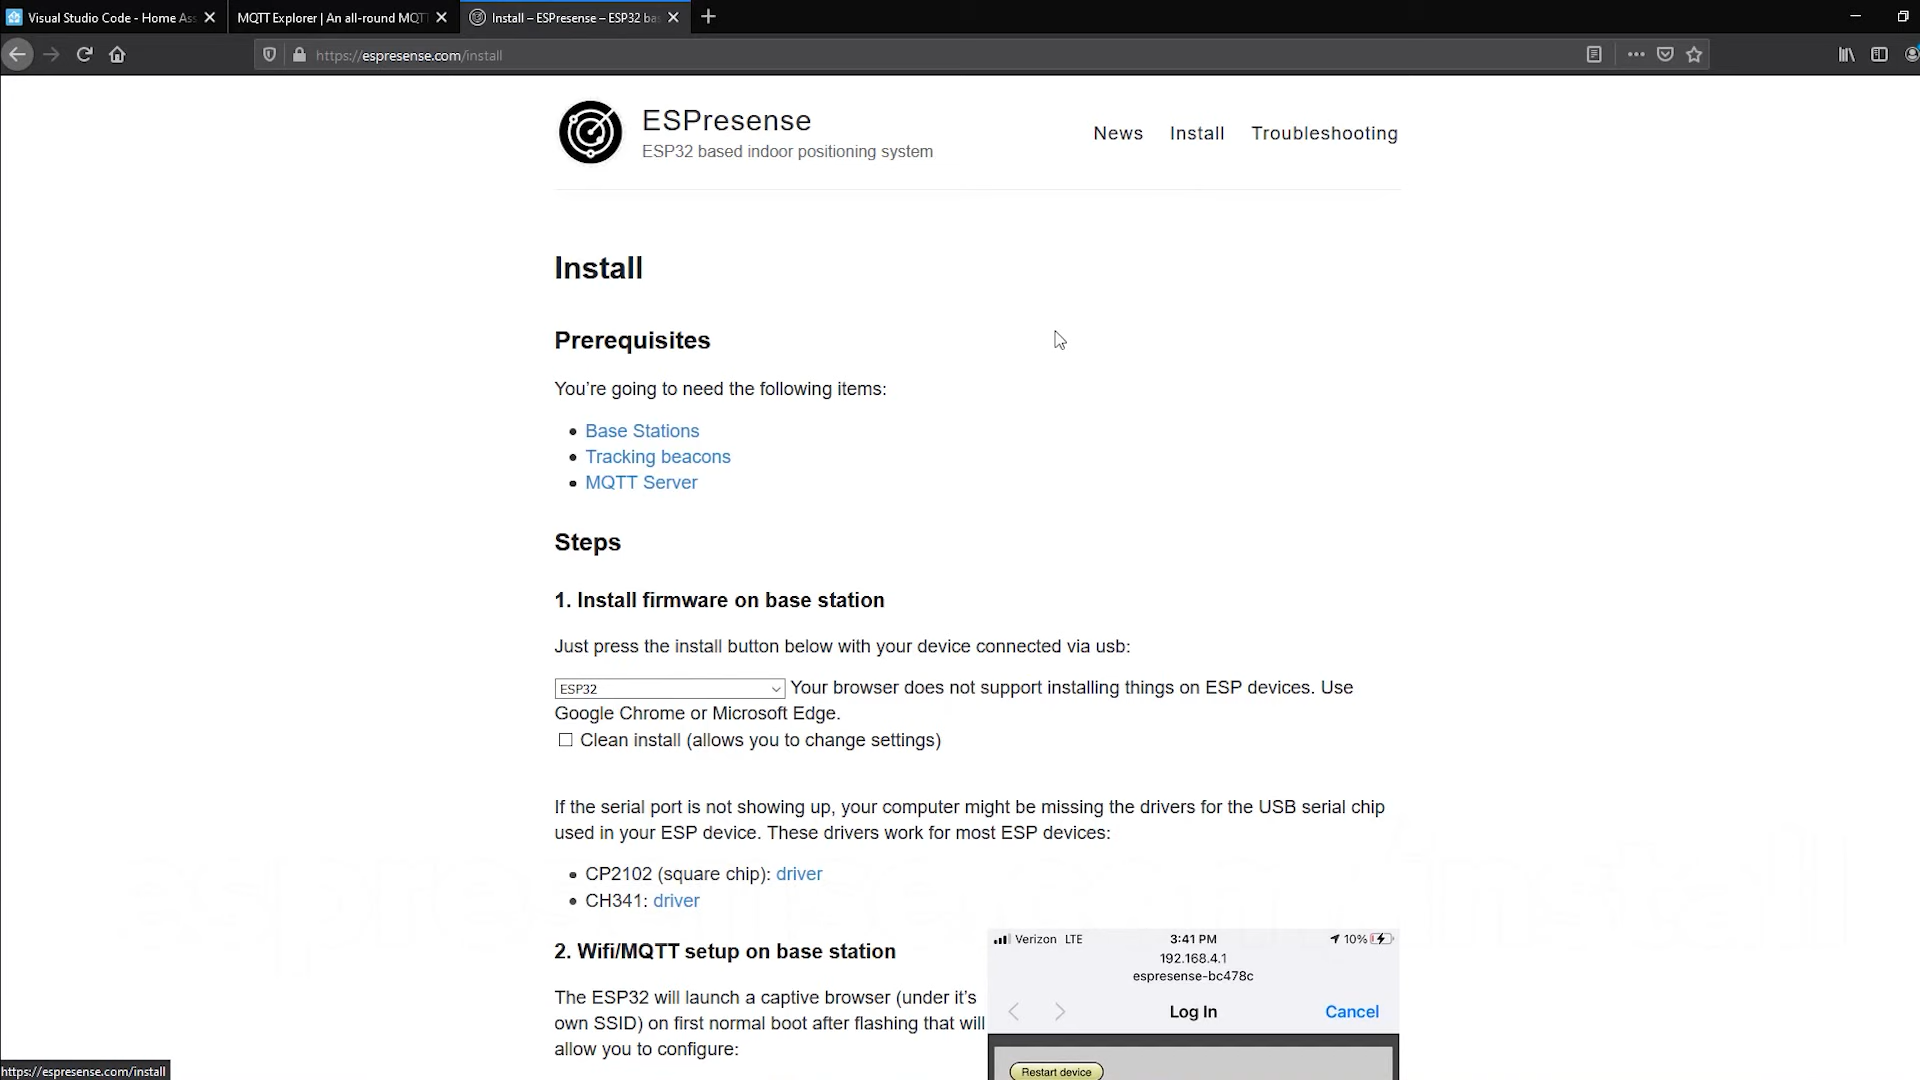 Visual Studio Code - Home Ass
MQTT Explorer | An all-round MQTT
Install – ESPresense – ESP32 ba
https://espresense.com/install
ESPresense
ESP32 based indoor positioning system
News
Install
Troubleshooting
Install
Prerequisites
You’re going to need the following items:
Base Stations
Tracking beacons
MQTT Server
Steps
1. Install firmware on base station
Just press the install button below with your device connected via usb:
ESP32
Your browser does not support installing things on ESP devices. Use
Google Chrome or Microsoft Edge.
Clean install (allows you to change settings)
If the serial port is not showing up, your computer might be missing the drivers for the USB serial chip
used in your ESP device. These drivers work for most ESP devices:
CP2102 (square chip): driver
CH341: driver
2. Wifi/MQTT setup on base station
The ESP32 will launch a captive browser (under it’s
own SSID) on first normal boot after flashing that will
allow you to configure:
Verizon LTE
3:41 PM
10%
192.168.4.1
espresense-bc478c
Log In
Cancel
Restart device
https://espresense.com/install